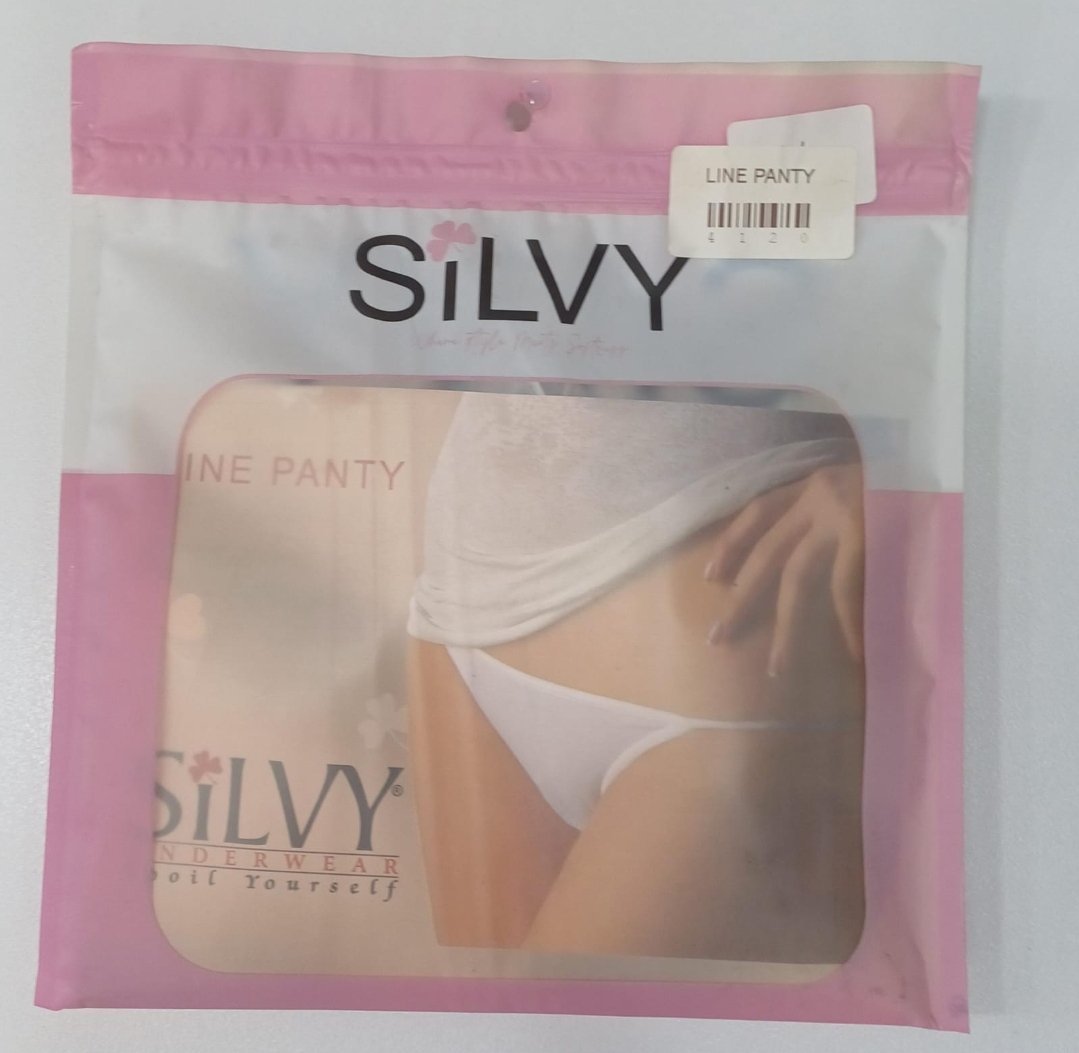 LINE PANTY
4 1 2 0
SiLVY
INE PANTY
SiLVY®
NDERWEAR
oil Yourself